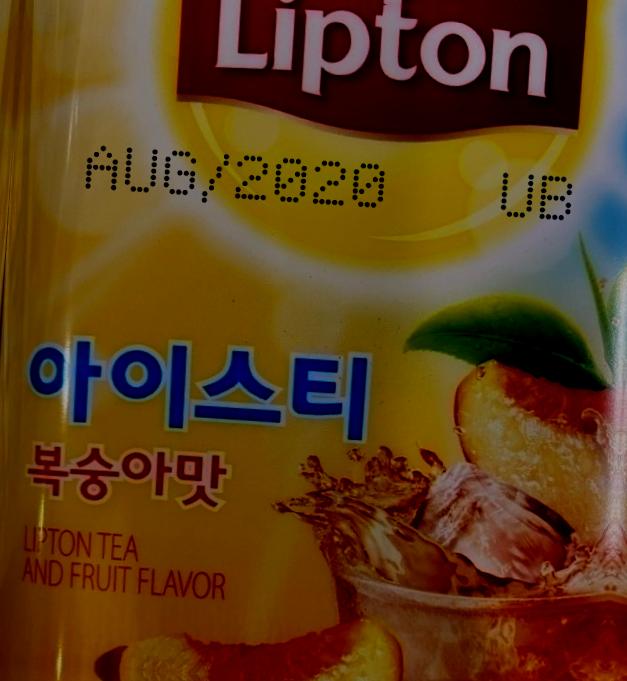 Lipton
AUG/2020 UB
아이스티
복숭아맛
LIPTON TEA
AND FRUIT FLAVOR